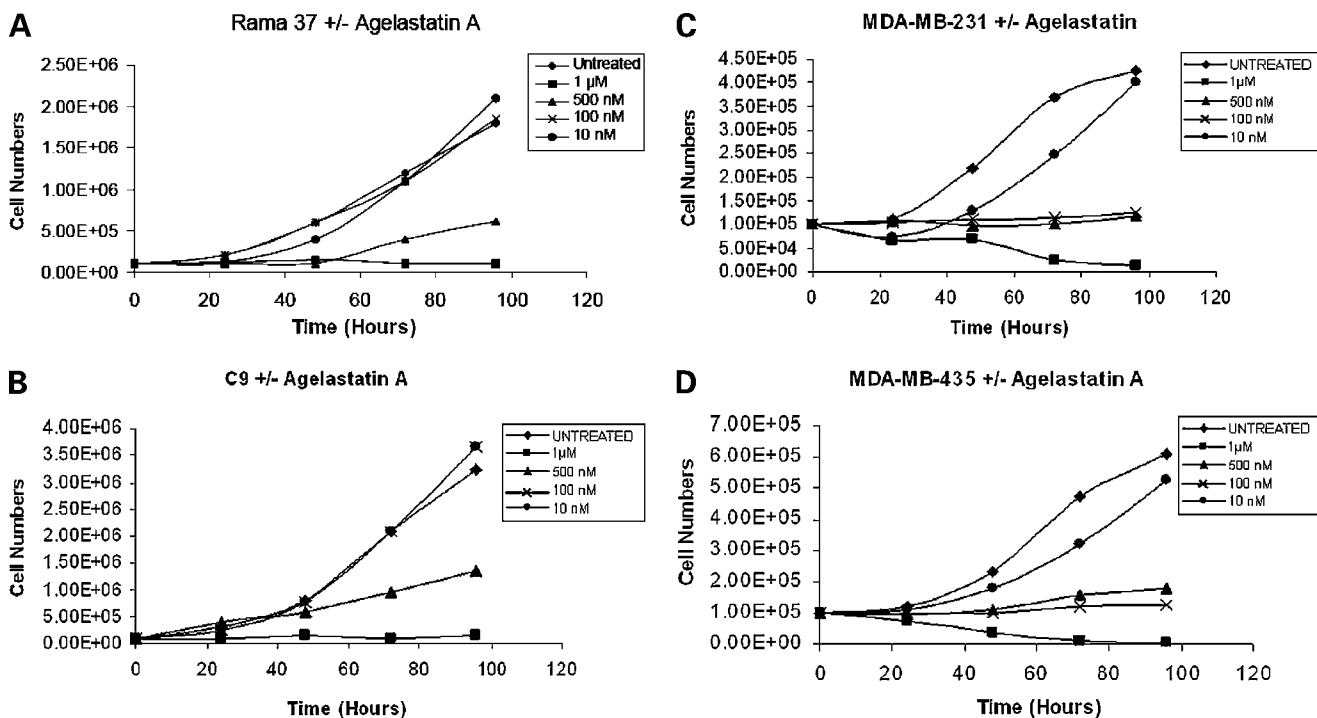 A
Rama 37 +/- Agelastatin A
Cell Numbers
2.50E+06
2.00E+06
1.50E+06
1.00E+06
5.00E+05
0.00E+00
0 20 40 60 80 100 120
Time (Hours)
Untreated
1 µM
500 nM
100 nM
10 nM
B
C9 +/- Agelastatin A
Cell Numbers
4.00E+06
3.50E+06
3.00E+06
2.50E+06
2.00E+06
1.50E+06
1.00E+06
5.00E+05
0.00E+00
0 20 40 60 80 100 120
Time (Hours)
UNTREATED
1µM
500 nM
100 nM
10 nM
C
MDA-MB-231 +/- Agelastatin
Cell Numbers
4.50E+05
4.00E+05
3.50E+05
3.00E+05
2.50E+05
2.00E+05
1.50E+05
1.00E+05
5.00E+04
0.00E+00
0 20 40 60 80 100 120
Time (Hours)
UNTREATED
1µM
500 nM
100 nM
10 nM
D
MDA-MB-435 +/- Agelastatin A
Cell Numbers
7.00E+05
6.00E+05
5.00E+05
4.00E+05
3.00E+05
2.00E+05
1.00E+05
0.00E+00
0 20 40 60 80 100 120
Time (Hours)
UNTREATED
1µM
500 nM
100 nM
10 nM